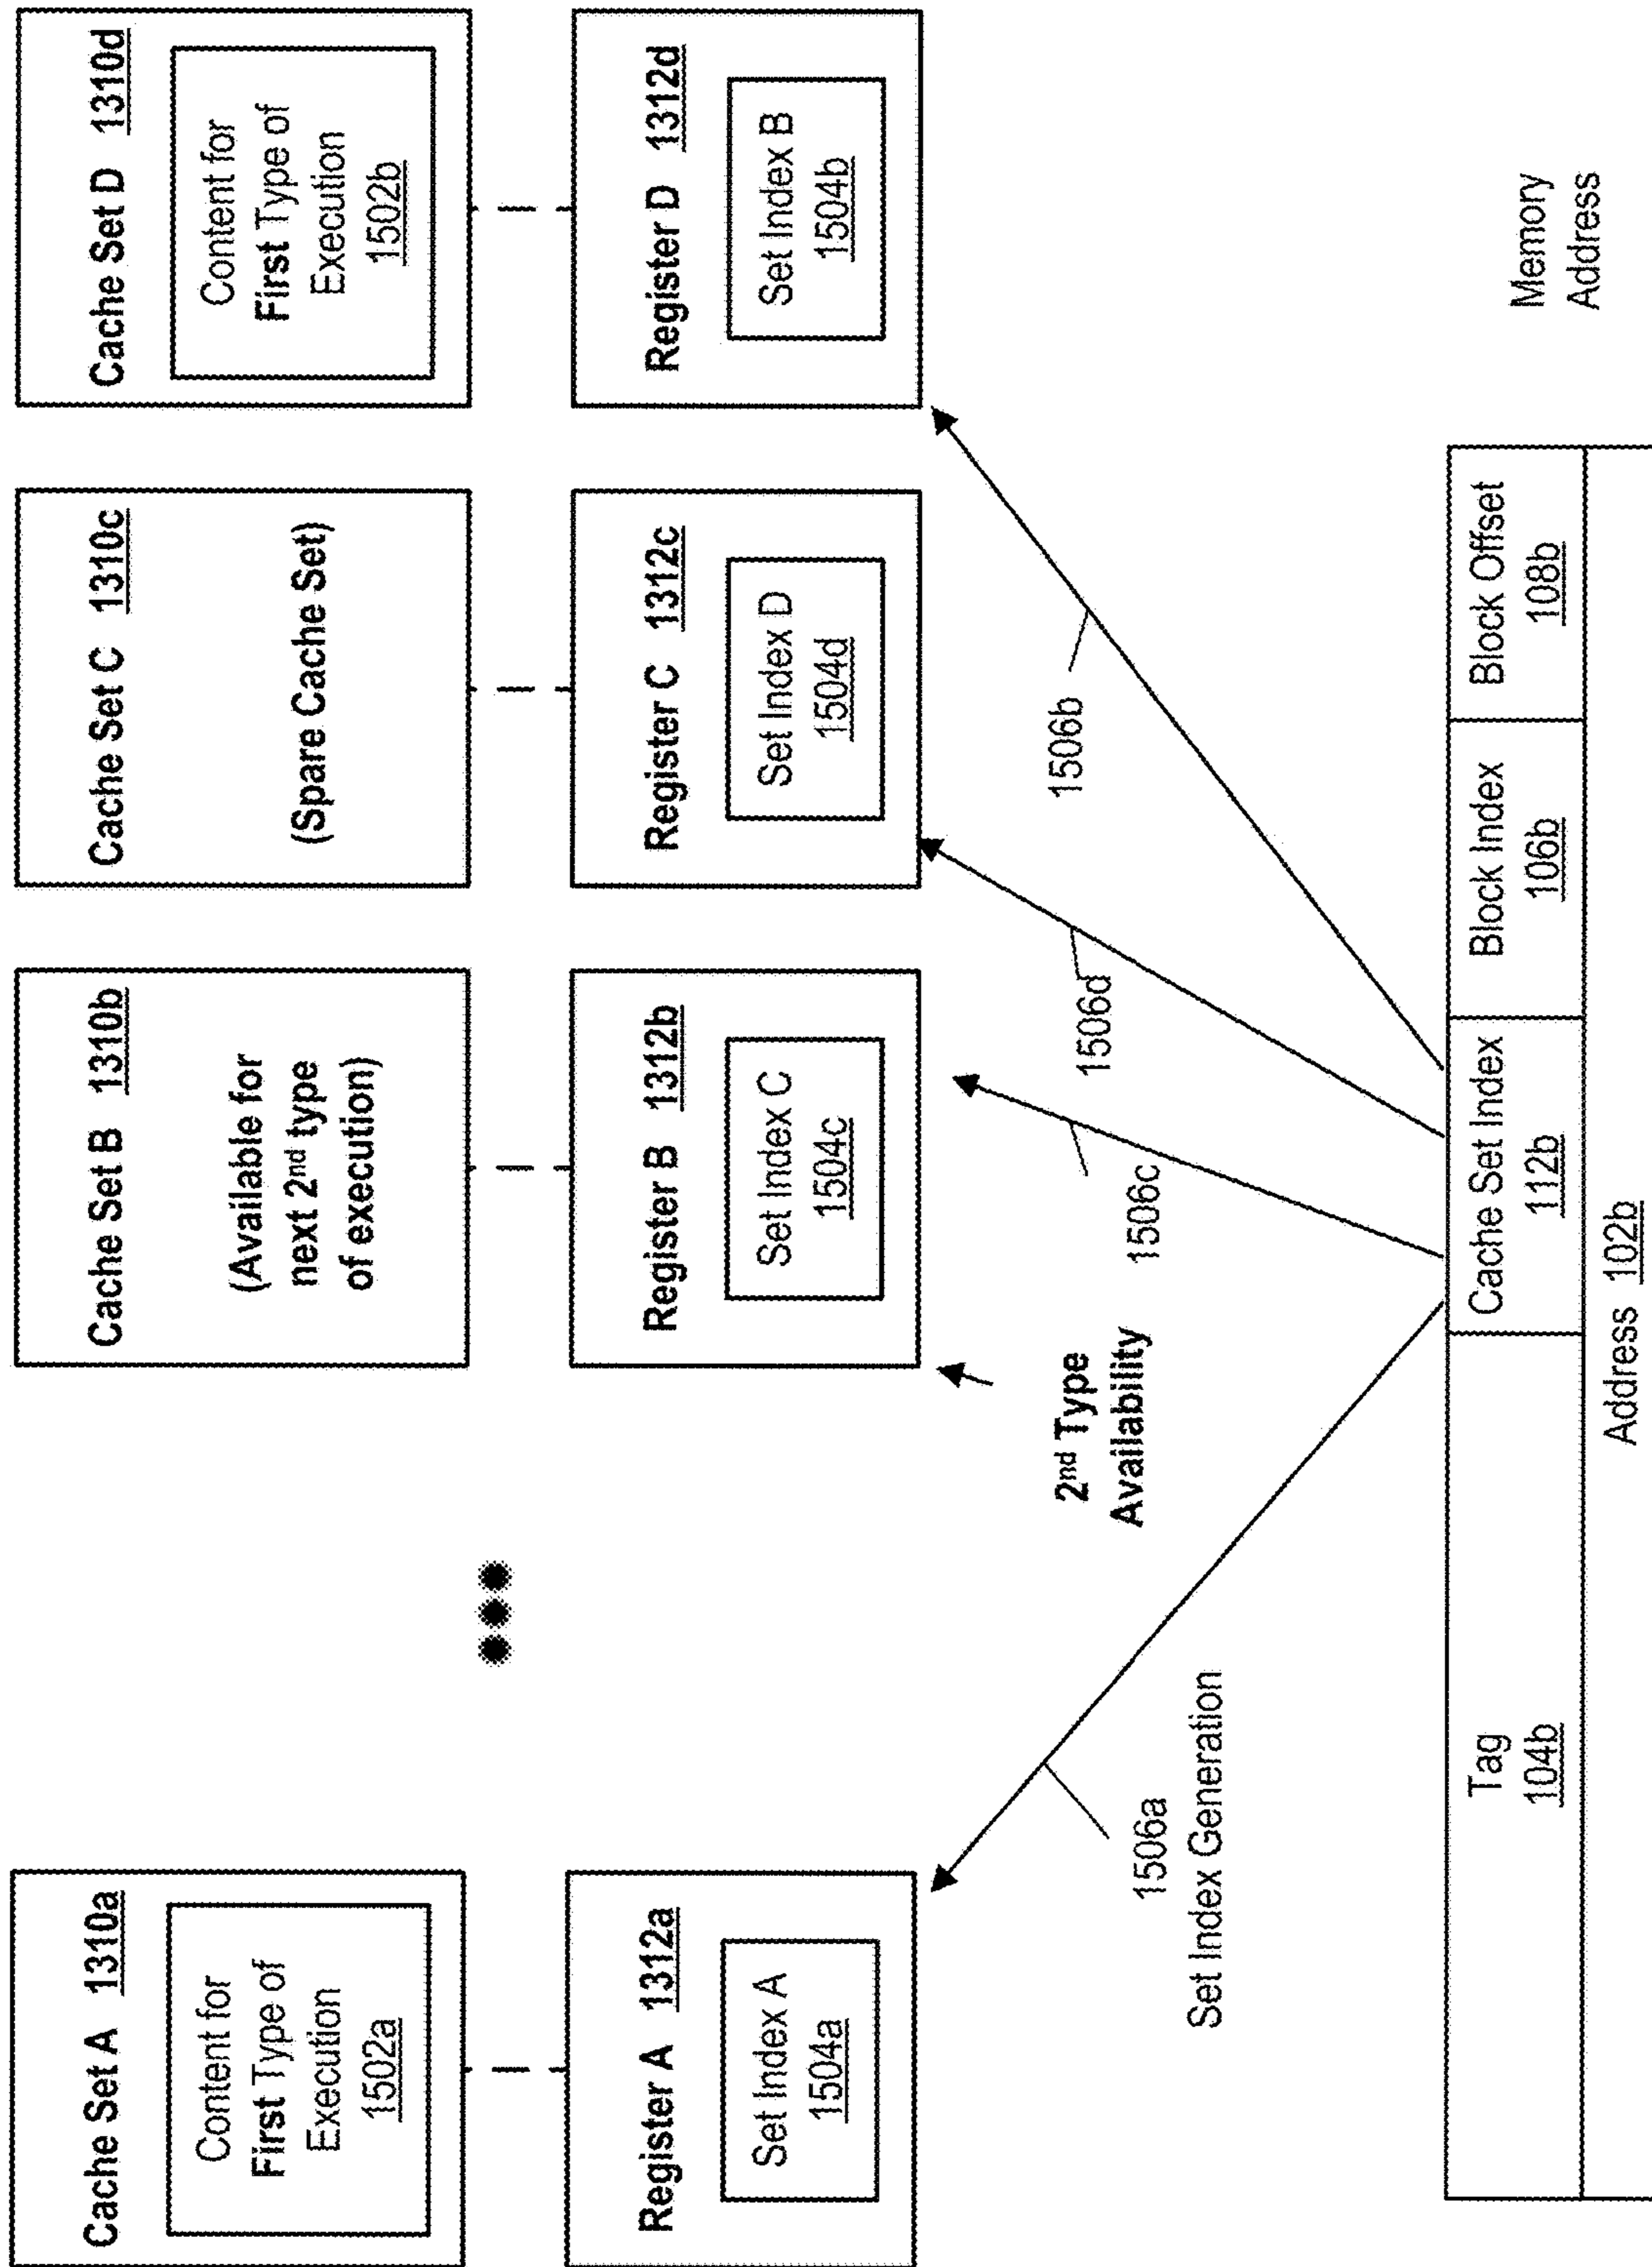 Cache Set A 1310a
Content for
First Type of
Execution
1502a
Register A 1312a
Set Index A
1504a
Cache Set B 1310b
(Available for
next 2nd type
of execution)
Register B 1312b
Set Index C
1504c
Cache Set C 1310c
(Spare Cache Set)
Register C 1312c
Set Index D
1504d
Cache Set D 1310d
Content for
First Type of
Execution
1502b
Register D 1312d
Set Index B
1504b
2nd Type
Availability
1506a
Set Index Generation
1506c
1506d
1506b
Tag
104b
Cache Set Index
112b
Block Index
106b
Block Offset
108b
Address 102b
Memory
Address